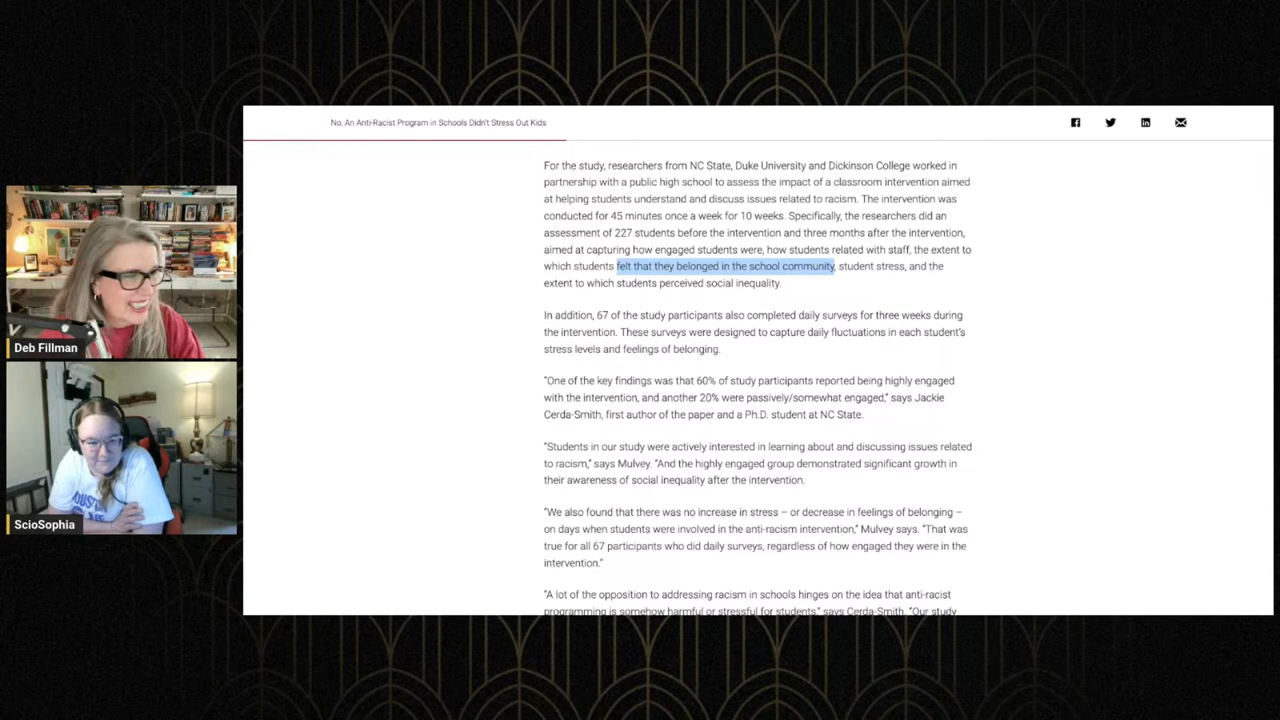 No, An Anti-Racist Program in Schools Didn't Stress Out Kids
For the study, researchers from NC State, Duke University and Dickinson College worked in
partnership with a public high school to assess the impact of a classroom intervention aimed
at helping students understand and discuss issues related to racism. The intervention was
conducted for 45 minutes once a week for 10 weeks. Specifically, the researchers did an
assessment of 227 students before the intervention and three months after the intervention,
aimed at capturing how engaged students were, how students related with staff, the extent to
which students felt that they belonged in the school community, student stress, and the
extent to which students perceived social inequality.
In addition, 67 of the study participants also completed daily surveys for three weeks during
the intervention. These surveys were designed to capture daily fluctuations in each student's
stress levels and feelings of belonging.
"One of the key findings was that 60% of study participants reported being highly engaged
with the intervention, and another 20% were passively/somewhat engaged," says Jackie
Cerda-Smith, first author of the paper and a Ph.D. student at NC State.
"Students in our study were actively interested in learning about and discussing issues related
to racism," says Mulvey. "And the highly engaged group demonstrated significant growth in
their awareness of social inequality after the intervention.
"We also found that there was no increase in stress – or decrease in feelings of belonging –
on days when students were involved in the anti-racism intervention," Mulvey says. "That was
true for all 67 participants who did daily surveys, regardless of how engaged they were in the
intervention."
"A lot of the opposition to addressing racism in schools hinges on the idea that anti-racist
programming is somehow harmful or stressful for students," says Cerda-Smith. "Our study
Deb Fillman
ScioSophia